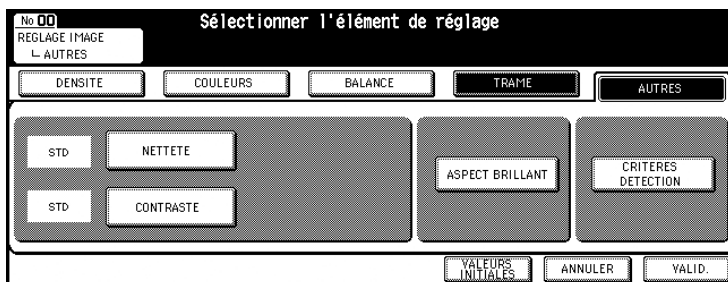 No 00
REGLAGE IMAGE
AUTRES
Sélectionner l'élément de réglage
DENSITE
COULEURS
BALANCE
TRAME
AUTRES
STD
NETTETE
STD
CONTRASTE
ASPECT BRILLANT
CRITERES
DETECTION
VALEURS
INITIALES
ANNULER
VALID.